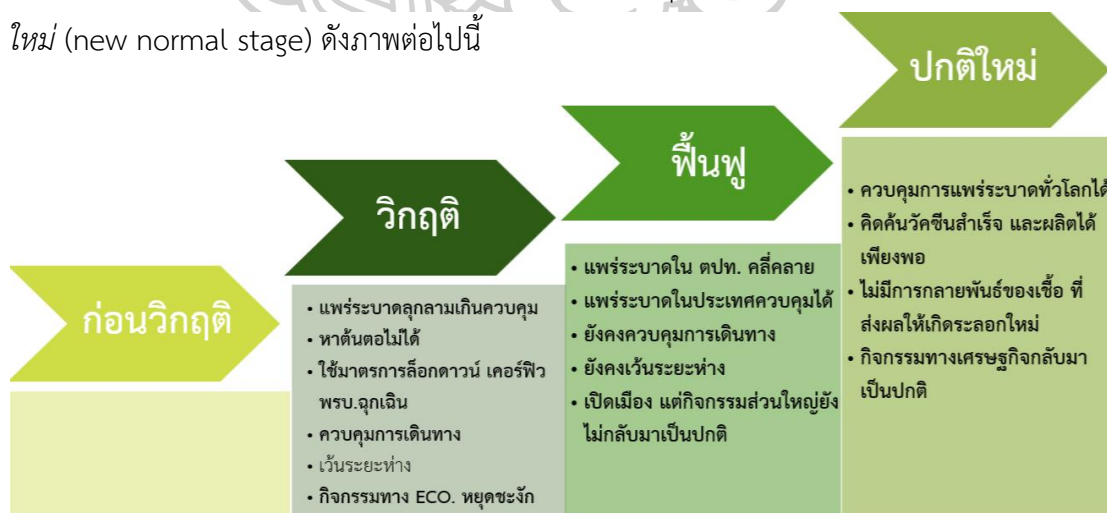 ใหม่ (new normal stage) ดังภาพต่อไปนี้
ก่อนวิกฤติ
วิกฤติ
• แพร่ระบาดลุกลามเกินควบคุม
• หาต้นตอไม่ได้
• ใช้มาตรการล็อกดาวน์ เคอร์ฟิว
พรบ.ฉุกเฉิน
• ควบคุมการเดินทาง
• เว้นระยะห่าง
• กิจกรรมทาง ECO. หยุดชะงัก
ฟื้นฟู
• แพร่ระบาดใน ตปท. คลี่คลาย
• แพร่ระบาดในประเทศควบคุมได้
• ยังคงควบคุมการเดินทาง
• ยังคงเว้นระยะห่าง
• เปิดเมือง แต่กิจกรรมส่วนใหญ่ยัง
ไม่กลับมาเป็นปกติ
ปกติใหม่
• ควบคุมการแพร่ระบาดทั่วโลกได้
• คิดค้นวัคซีนสำเร็จ และผลิตได้
เพียงพอ
• ไม่มีการกลายพันธ์ของเชื้อ ที่
ส่งผลให้เกิดระลอกใหม่
• กิจกรรมทางเศรษฐกิจกลับมา
เป็นปกติ